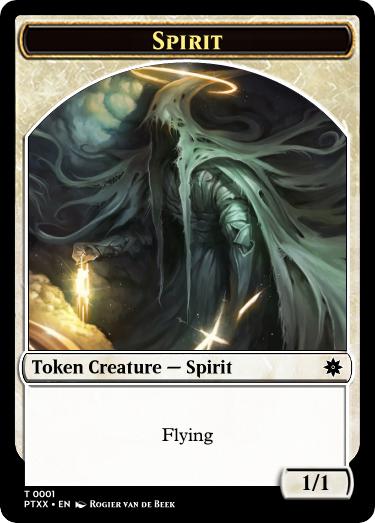 Spirit
Token Creature — Spirit
Flying
1/1
T 0001
PTXX • EN Rogier van de Beek